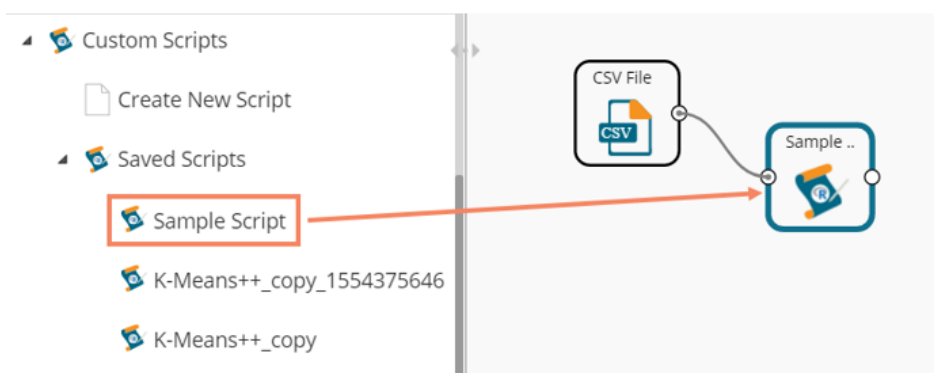 Custom Scripts
Create New Script
Saved Scripts
Sample Script
K-Means++_copy_1554375646
K-Means++_copy
CSV File
CSV
Sample ..
R